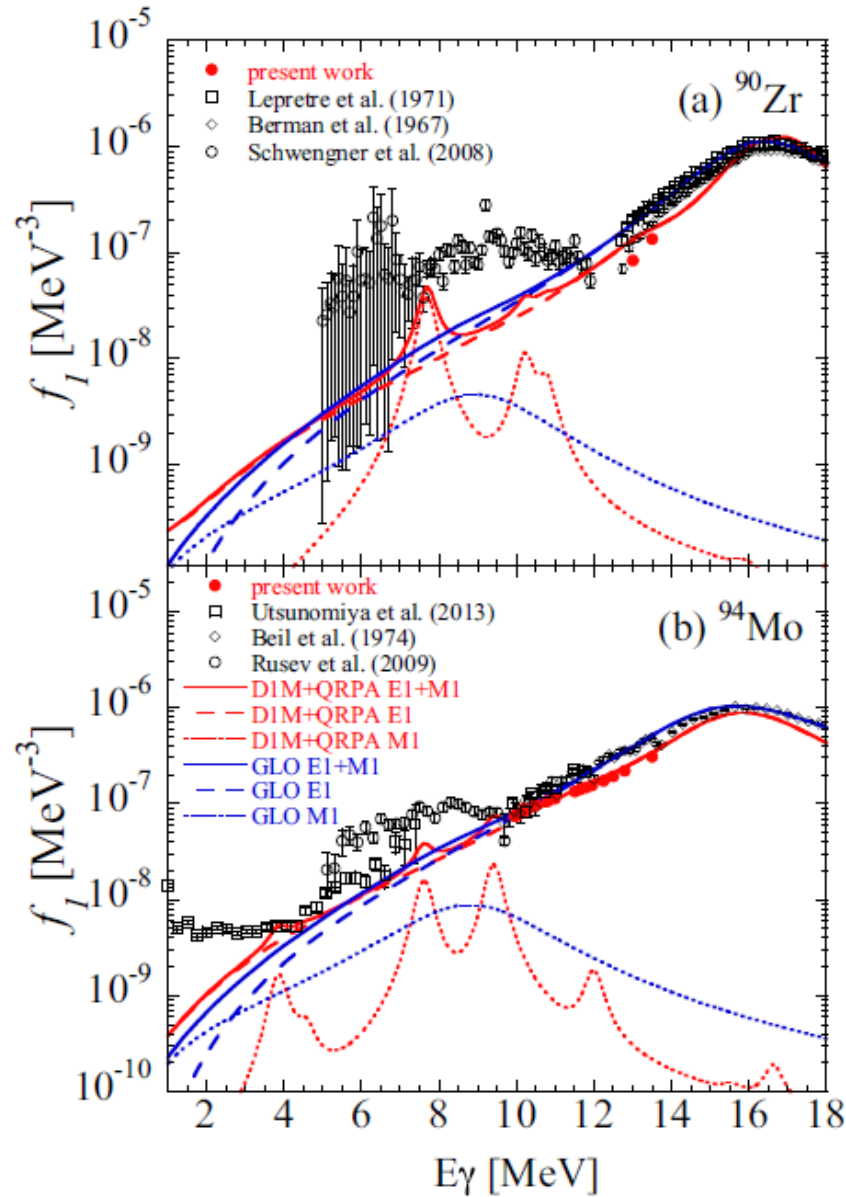 10⁻⁵
present work
Lepretre et al. (1971)
Berman et al. (1967)
Schwengner et al. (2008)
(a) ⁹⁰Zr
10⁻⁶
10⁻⁷
10⁻⁸
10⁻⁹
f₁ [MeV⁻³]
present work
Utsunomiya et al. (2013)
Beil et al. (1974)
Rusev et al. (2009)
(b) ⁹⁴Mo
D1M+QRPA E1+M1
D1M+QRPA E1
D1M+QRPA M1
GLO E1+M1
GLO E1
GLO M1
10⁻⁵
10⁻⁶
10⁻⁷
10⁻⁸
10⁻⁹
10⁻¹⁰
f₁ [MeV⁻³]
2 4 6 8 10 12 14 16 18
Eγ [MeV]